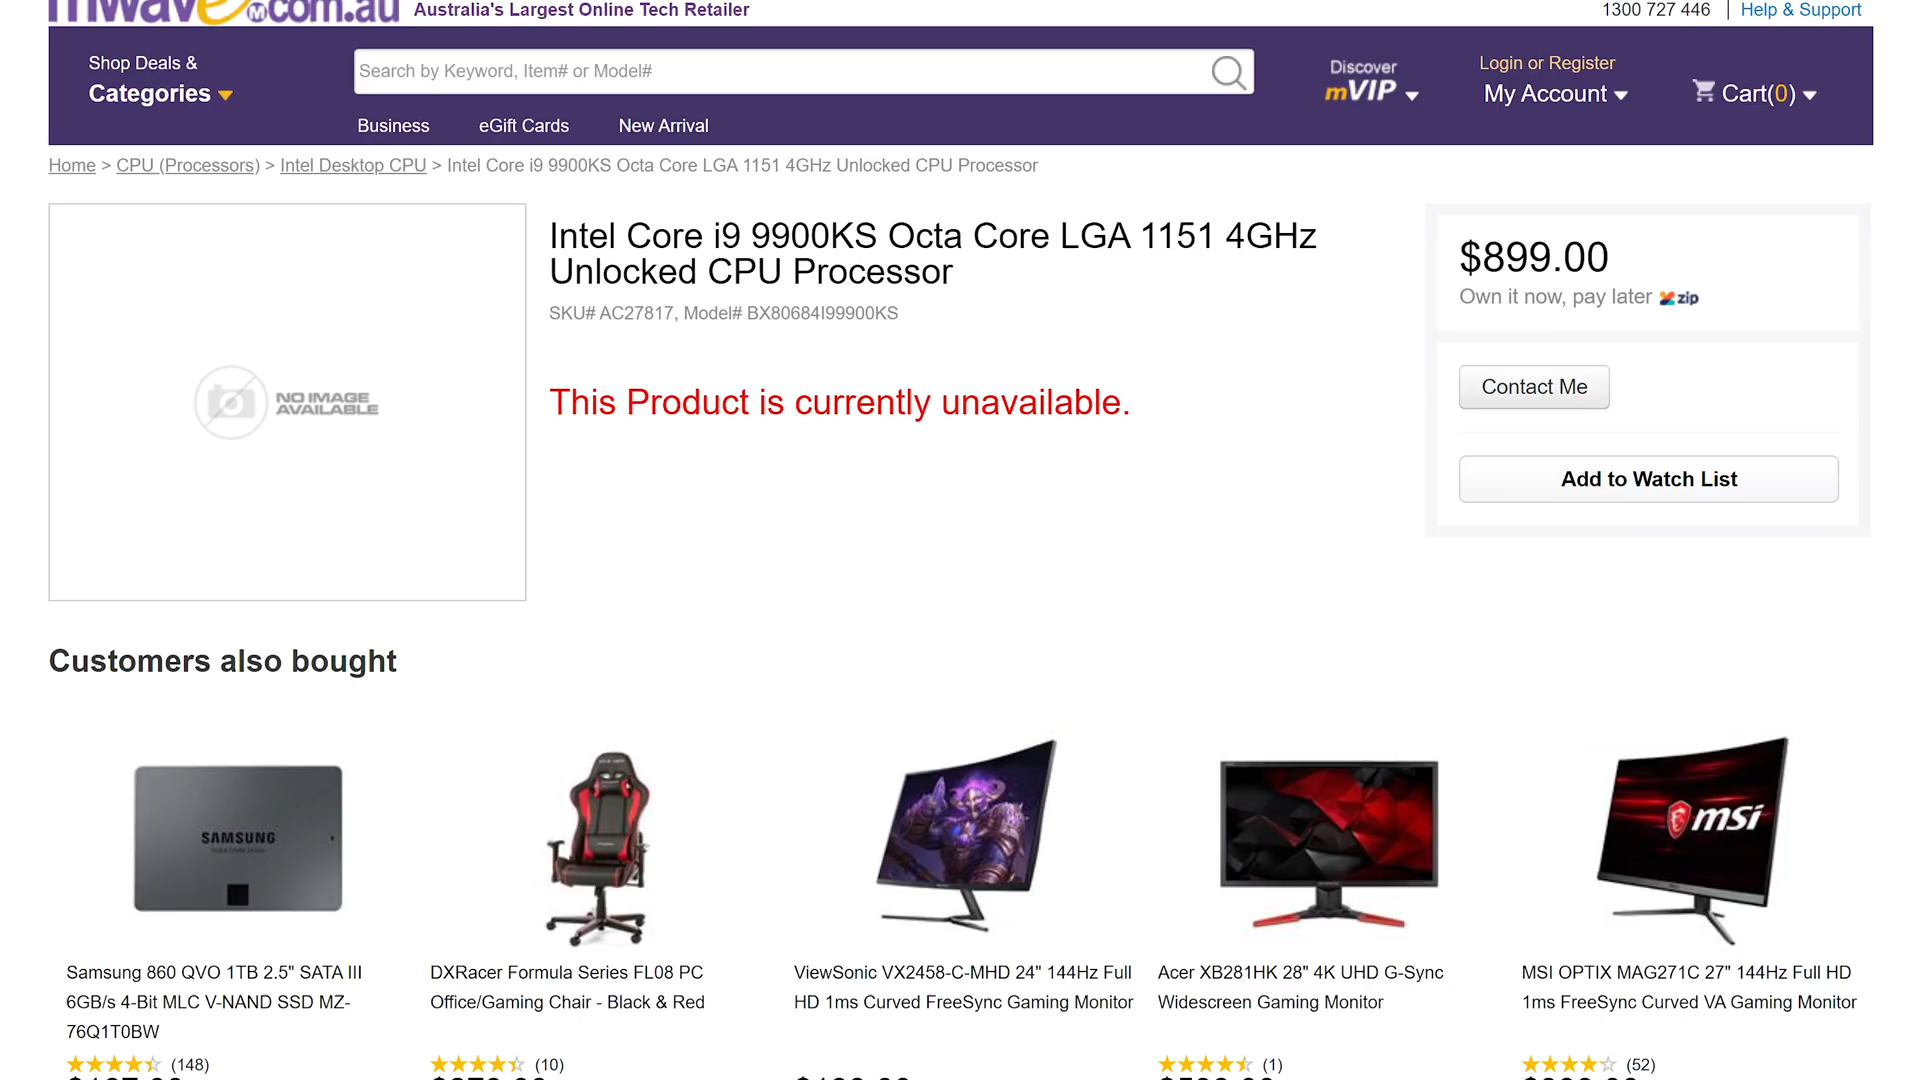 mwave.com.au Australia's Largest Online Tech Retailer
1300 727 446 | Help & Support
Shop Deals &
Categories
Search by Keyword, Item# or Model#
Discover
mVIP
Login or Register
My Account
Cart(0)
Business eGift Cards New Arrival
Home > CPU (Processors) > Intel Desktop CPU > Intel Core i9 9900KS Octa Core LGA 1151 4GHz Unlocked CPU Processor
NO IMAGE
AVAILABLE
Intel Core i9 9900KS Octa Core LGA 1151 4GHz
Unlocked CPU Processor
SKU# AC27817, Model# BX80684I99900KS
This Product is currently unavailable.
$899.00
Own it now, pay later zip
Contact Me
Add to Watch List
Customers also bought
SAMSUNG
msi
Samsung 860 QVO 1TB 2.5" SATA III
6GB/s 4-Bit MLC V-NAND SSD MZ-
76Q1T0BW
(148)
DXRacer Formula Series FL08 PC
Office/Gaming Chair - Black & Red
(10)
ViewSonic VX2458-C-MHD 24" 144Hz Full
HD 1ms Curved FreeSync Gaming Monitor
Acer XB281HK 28" 4K UHD G-Sync
Widescreen Gaming Monitor
(1)
MSI OPTIX MAG271C 27" 144Hz Full HD
1ms FreeSync Curved VA Gaming Monitor
(52)